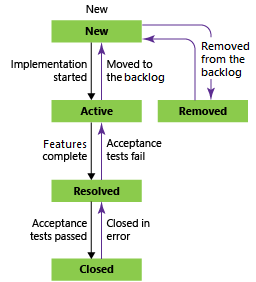 New
New
Implementation
started
Moved to
the backlog
Removed
from the
backlog
Active
Removed
Features
complete
Acceptance
tests fail
Resolved
Acceptance
tests passed
Closed in
error
Closed